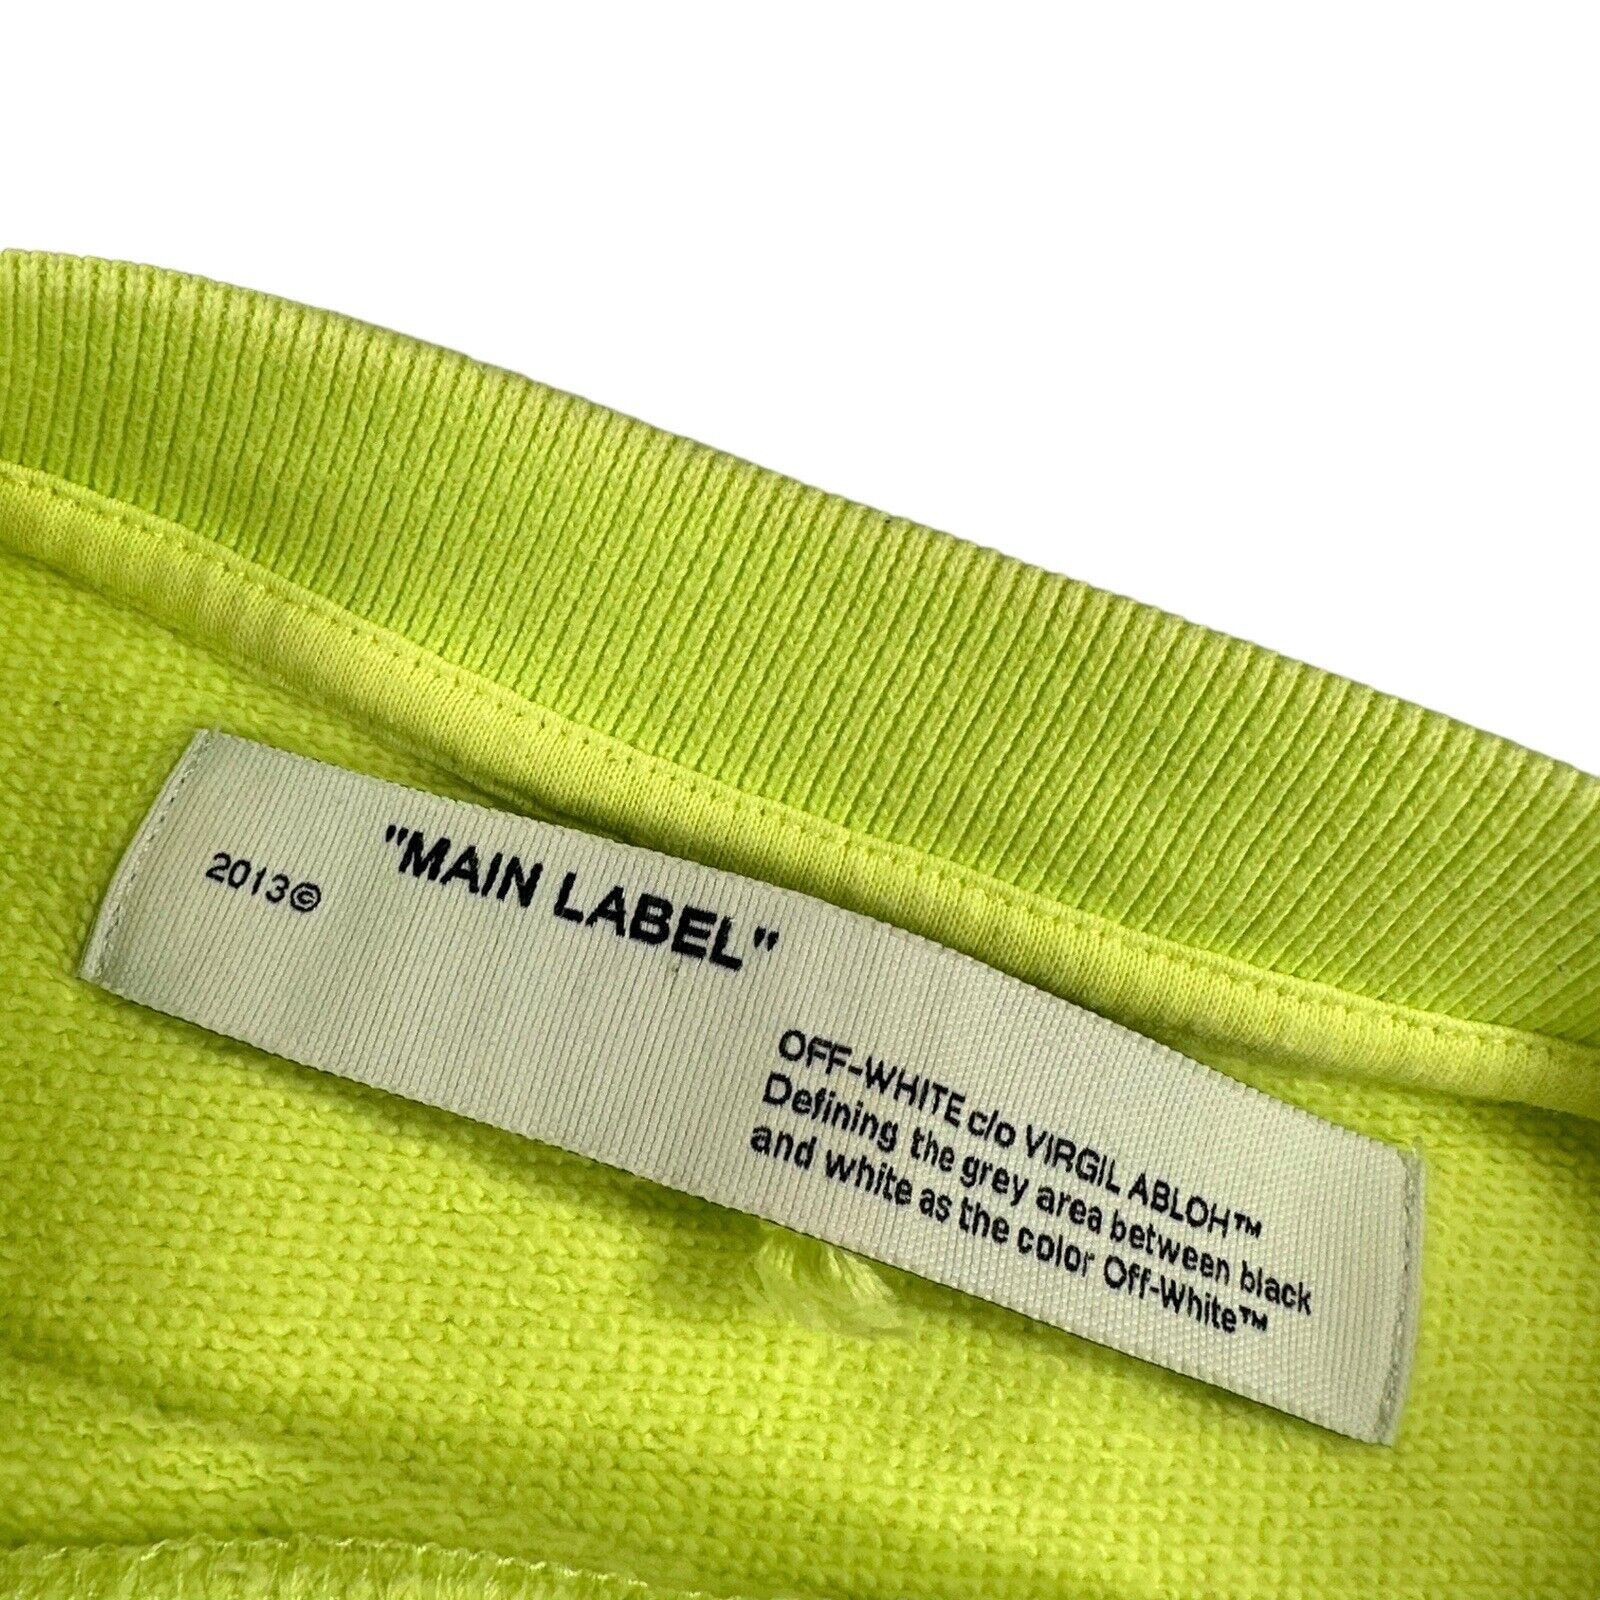 2013©
"MAIN LABEL"
OFF-WHITE c/o VIRGIL ABLOH™
Defining the grey area between black
and white as the color Off-White™